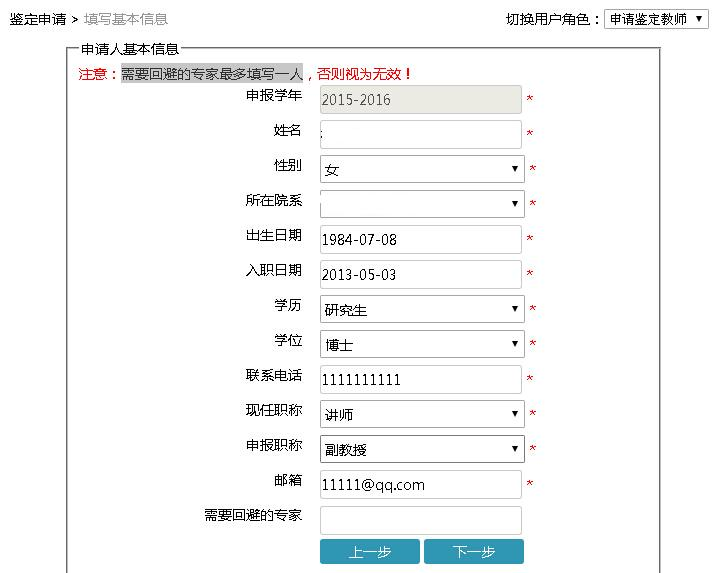 鉴定申请 > 填写基本信息 切换用户角色：申请鉴定教师
申请人基本信息
注意：需要回避的专家最多填写一人，否则视为无效！
申报学年 2015-2016 *
姓名 *
性别 女 *
所在院系 *
出生日期 1984-07-08 *
入职日期 2013-05-03 *
学历 研究生 *
学位 博士 *
联系电话 1111111111 *
现任职称 讲师 *
申报职称 副教授 *
邮箱 11111@qq.com *
需要回避的专家
上一步 下一步